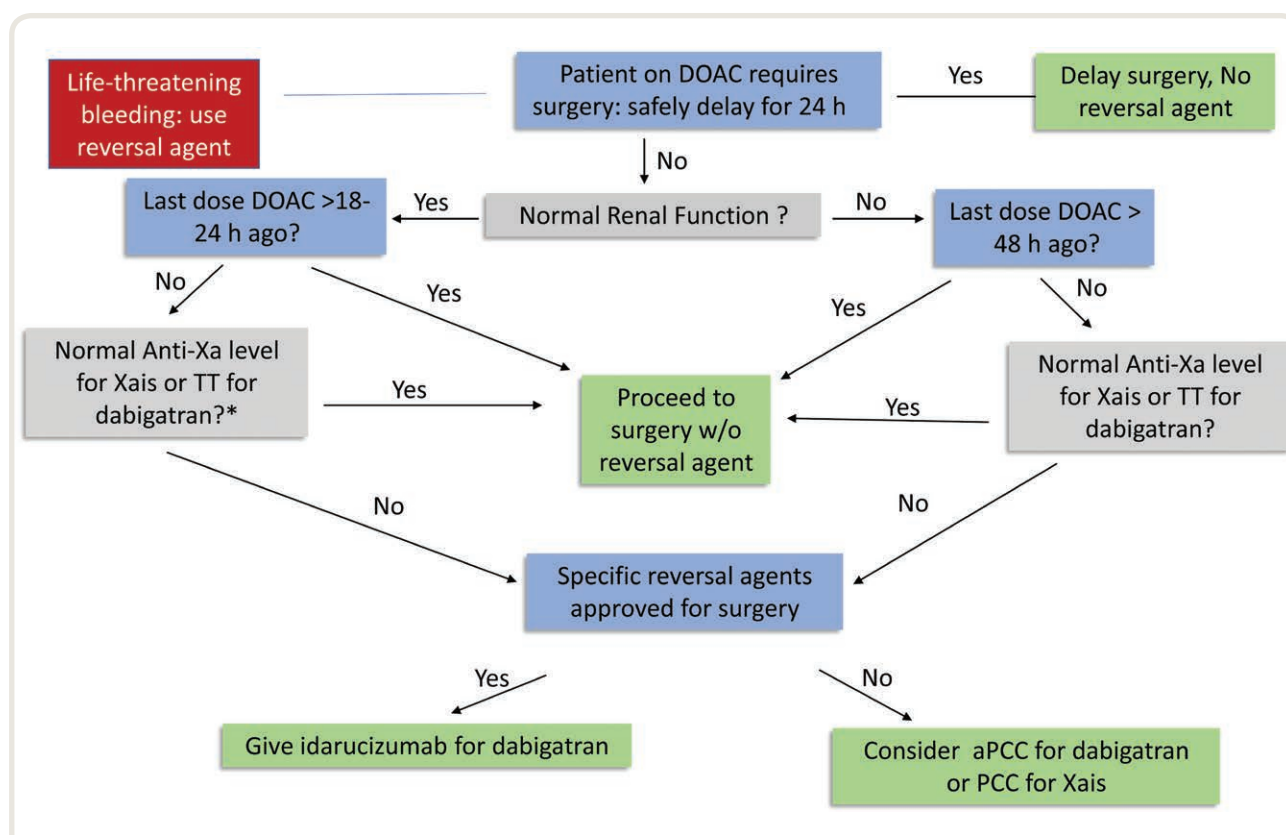 Life-threatening
bleeding: use
reversal agent
Patient on DOAC requires
surgery: safely delay for 24 h
Yes
Delay surgery, No
reversal agent
No
Last dose DOAC >18-
24 h ago?
Yes
Normal Renal Function ?
No
Last dose DOAC >
48 h ago?
No
Yes
Yes
No
Normal Anti-Xa level
for Xais or TT for
dabigatran?*
Yes
Proceed to
surgery w/o
reversal agent
Yes
Normal Anti-Xa level
for Xais or TT for
dabigatran?
No
No
Specific reversal agents
approved for surgery
Yes
No
Give idarucizumab for dabigatran
Consider aPCC for dabigatran
or PCC for Xais